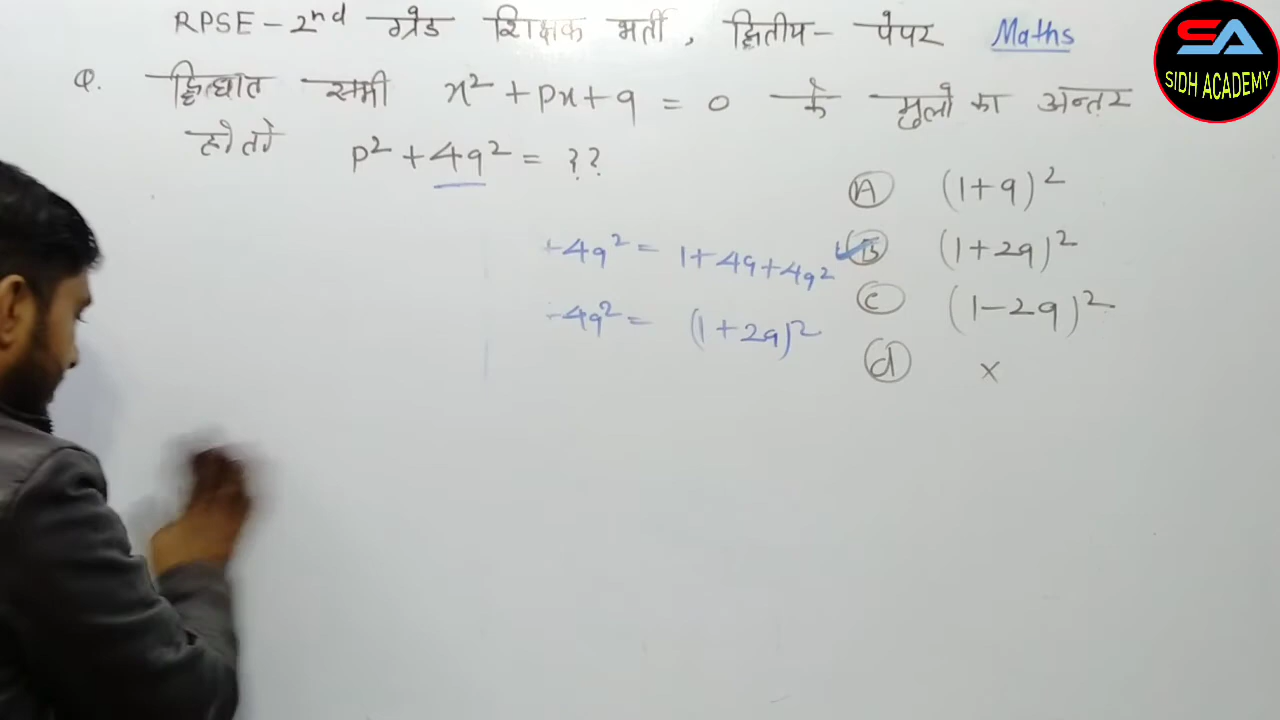 RPSE - 2nd ग्रेड शिक्षक भर्ती, द्वितीय - पेपर Maths
SIDH ACADEMY
Q. द्विघात समी x² + px + q = 0 के मुलो का अन्तर
हो तो p² + 4q² = ??
A (1+q)²
B (1+2q)²
C (1-2q)²
d x
+4q² = 1+4q+4q²
4q² = (1+2q)²